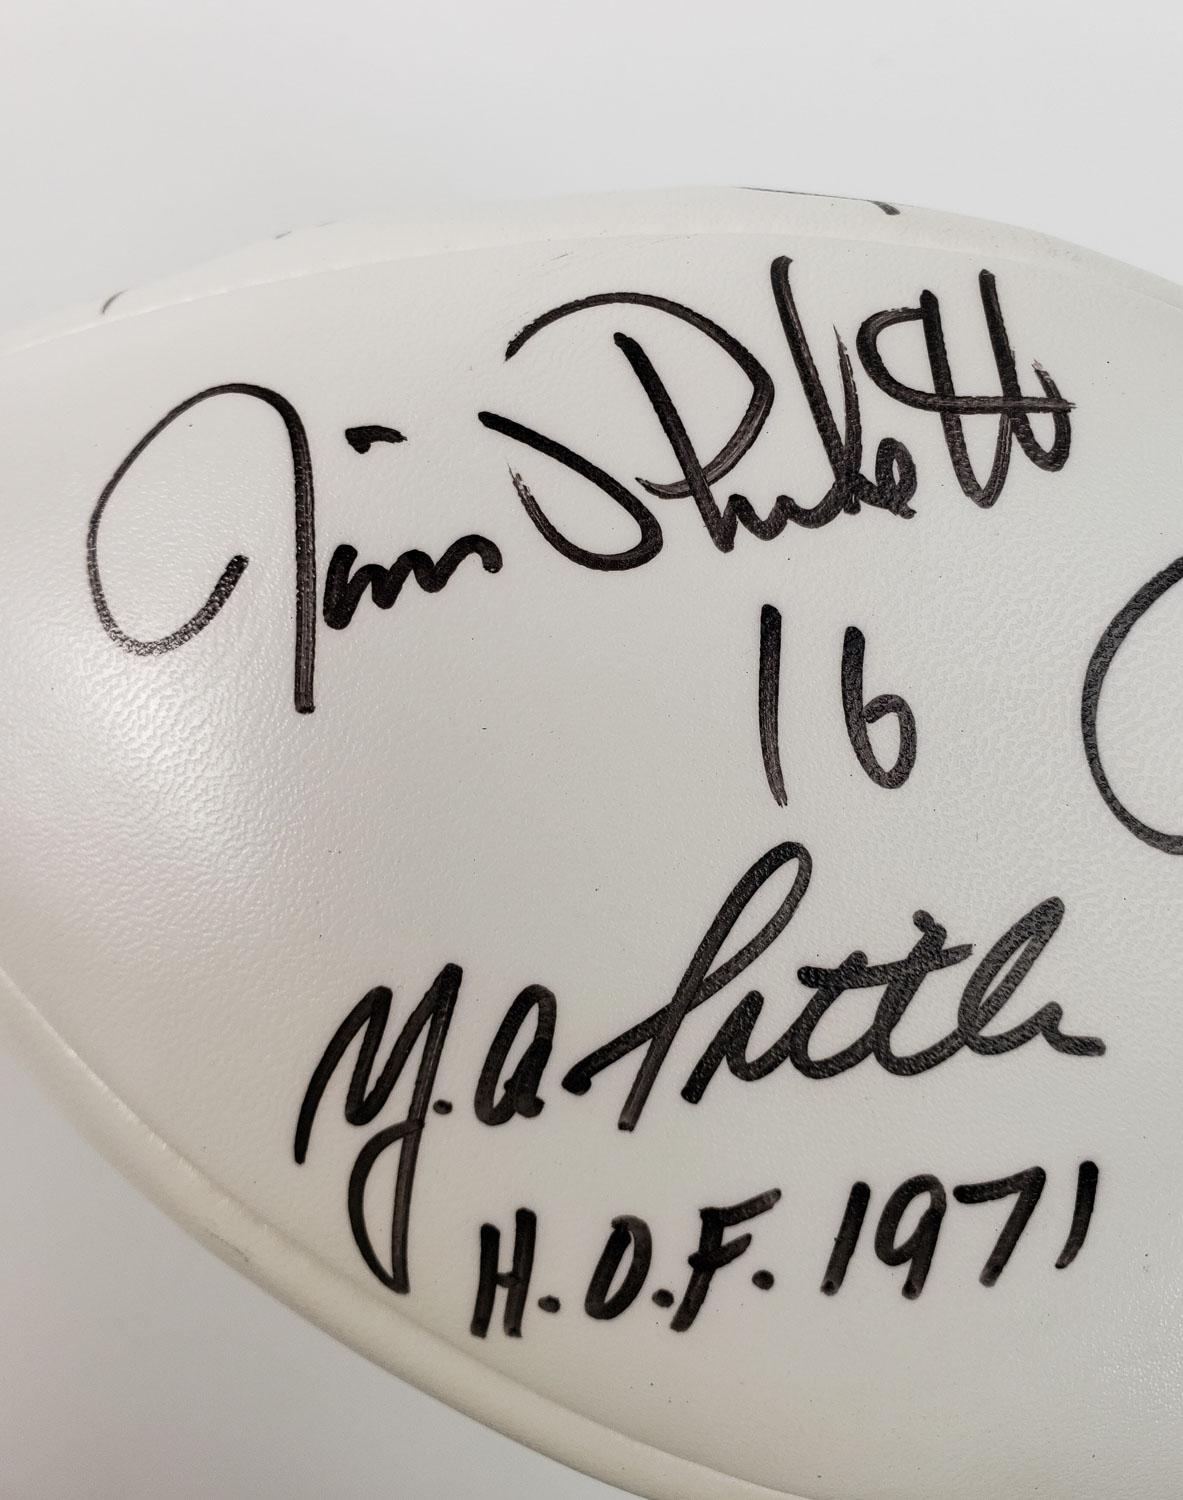 Jim Plunkett
16
Y.A. Tittle
H.O.F. 1971